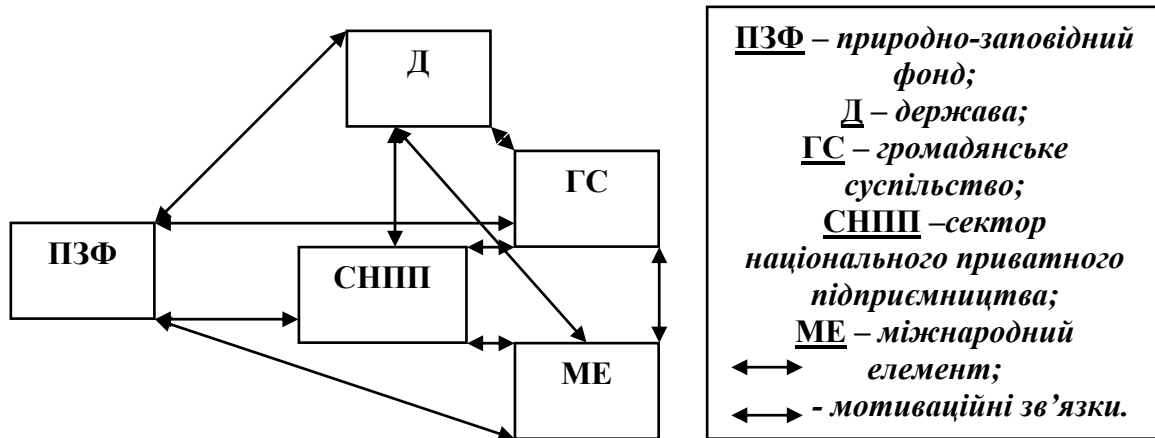 Д
ГС
ПЗФ
СНПП
МЕ
ПЗФ – природно-заповідний
фонд;
Д – держава;
ГС – громадянське
суспільство;
СНПП –сектор
національного приватного
підприємництва;
МЕ – міжнародний
елемент;
- мотиваційні зв’язки.